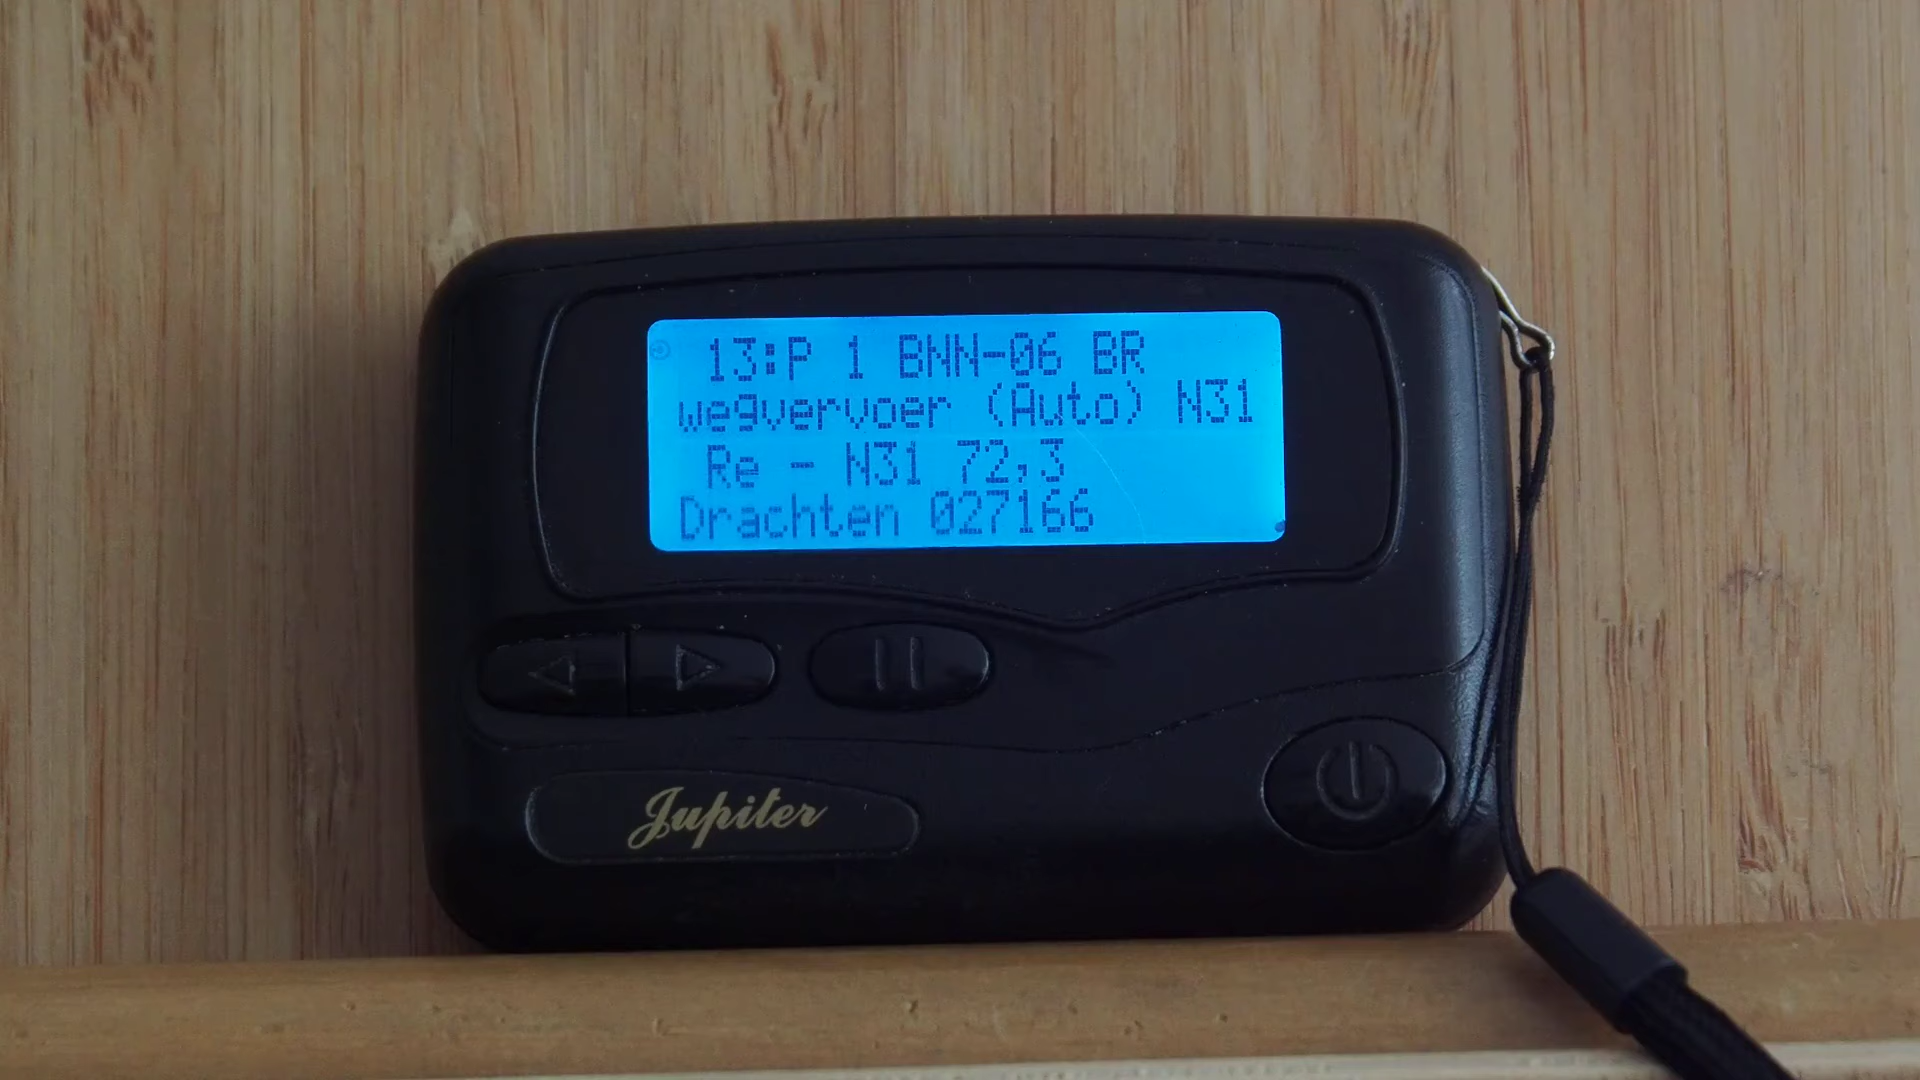 13:P 1 BNN-06 BR
wegvervoer (Auto) N31
Re - N31 72,3
Drachten 027166
Jupiter